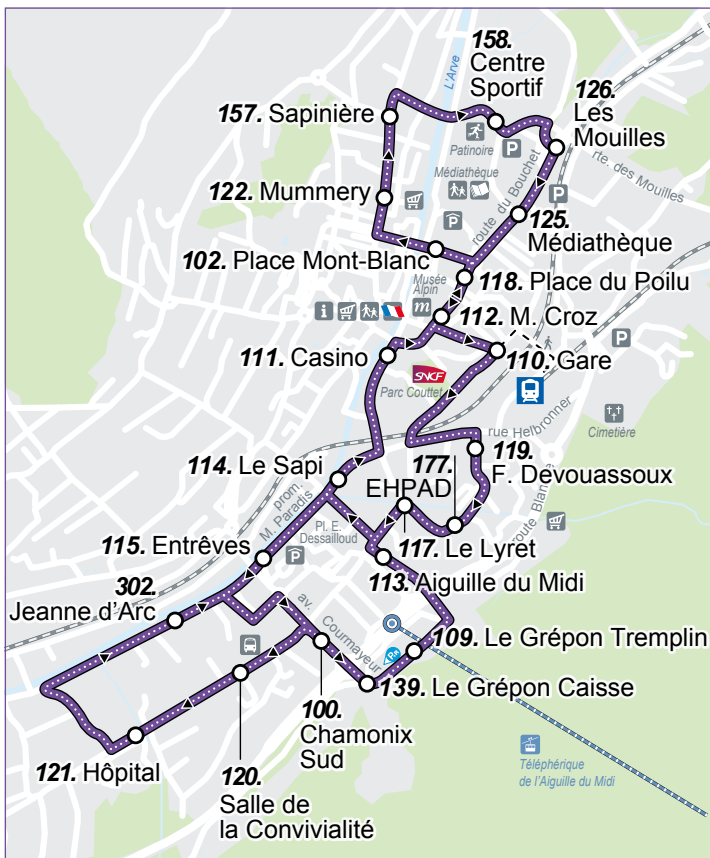 158.
Centre
Sportif
L'Arve
126.
Les
Mouilles
157. Sapinière
Patinoire
P
Médiathèque
route du Bouchet
P
rte. des Mouilles
122. Mummery
P
125.
Médiathèque
102. Place Mont-Blanc
Musée
Alpin
m
118. Place du Poilu
i
112. M. Croz
P
111. Casino
SNCF
110. Gare
Parc Couttet
rue Helbronner
Cimetière
119.
F. Devouassoux
177.
EHPAD
114. Le Sapi
prom.
M. Paradis
route Blanche
Pl. E.
Dessailloud
P
117. Le Lyret
115. Entrêves
113. Aiguille du Midi
302.
Jeanne d'Arc
av. Courmayeur
109. Le Grépon Tremplin
139. Le Grépon Caisse
100.
Chamonix
Sud
121. Hôpital
120.
Salle de
la Convivialité
Téléphérique
de l'Aiguille du Midi